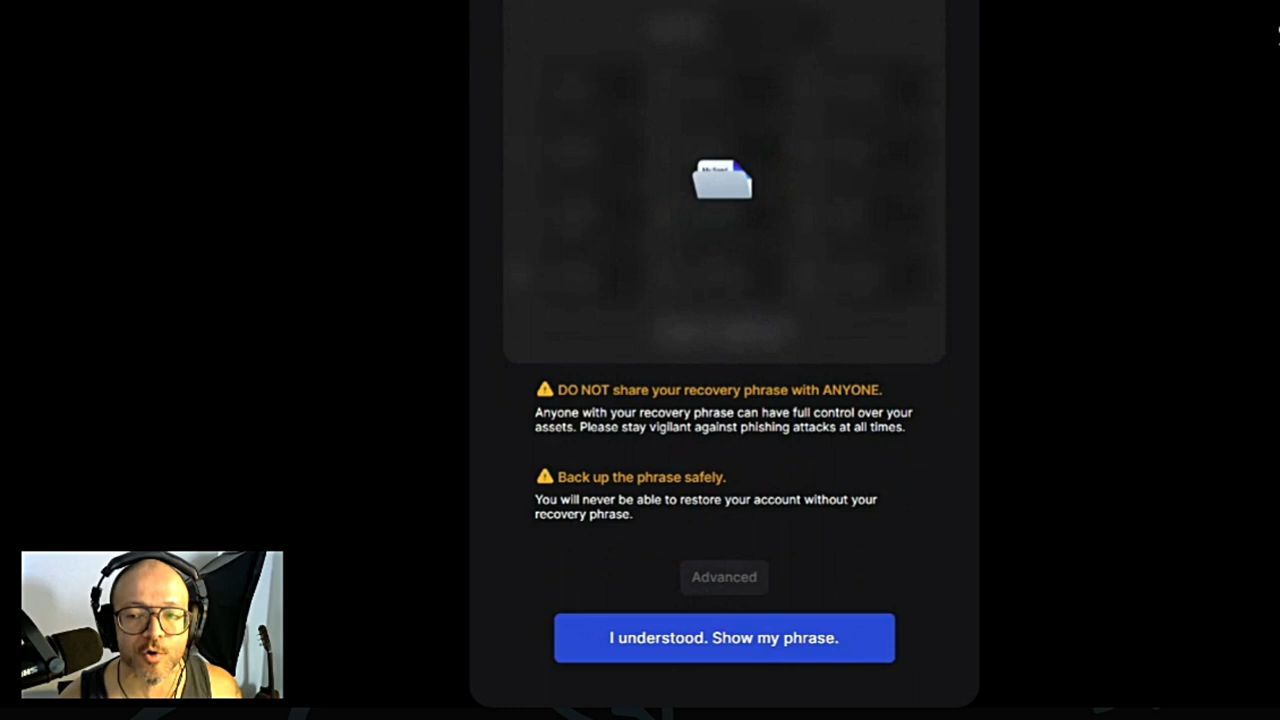 DO NOT share your recovery phrase with ANYONE.
Anyone with your recovery phrase can have full control over your
assets. Please stay vigilant against phishing attacks at all times.
Back up the phrase safely.
You will never be able to restore your account without your
recovery phrase.
Advanced
I understood. Show my phrase.